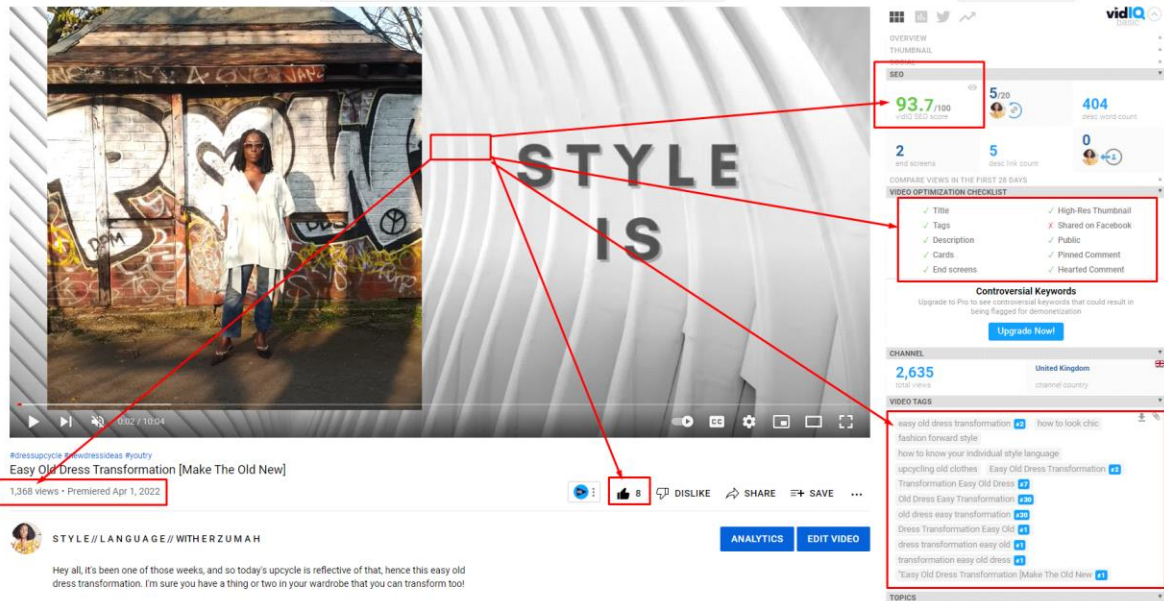 STYLE
IS
0:02 / 10:04
#dressupcycle #newdressideas #youtry
Easy Old Dress Transformation [Make The Old New]
1,368 views • Premiered Apr 1, 2022
8 DISLIKE SHARE SAVE ...
S T Y L E // L A N G U A G E // WITH E R Z U M A H
ANALYTICS EDIT VIDEO
Hey all, it's been one of those weeks, and so today's upcycle is reflective of that, hence this easy old
dress transformation. I'm sure you have a thing or two in your wardrobe that you can transform too!
vidIQ
BASIC
OVERVIEW
THUMBNAIL
SOCIAL
SEO
93.7/100
vidIQ SEO score
5/20
404
desc world count
2
end screens
5
desc link count
0
COMPARE VIEWS IN THE FIRST 28 DAYS
VIDEO OPTIMIZATION CHECKLIST
✓ Title
✓ Tags
✓ Description
✓ Cards
✓ End screens
✓ High-Res Thumbnail
✗ Shared on Facebook
✓ Public
✓ Pinned Comment
✓ Hearted Comment
Controversial Keywords
Upgrade to Pro to see controversial keywords that could result in
being flagged for demonetization
Upgrade Now!
CHANNEL
2,635
total views
United Kingdom
channel country
VIDEO TAGS
easy old dress transformation #2 how to look chic
fashion forward style
how to know your individual style language
upcycling old clothes Easy Old Dress Transformation #2
Transformation Easy Old Dress #7
Old Dress Easy Transformation #30
old dress easy transformation #30
Dress Transformation Easy Old #1
dress transformation easy old #1
transformation easy old dress #1
"Easy Old Dress Transformation [Make The Old New #1
TOPICS